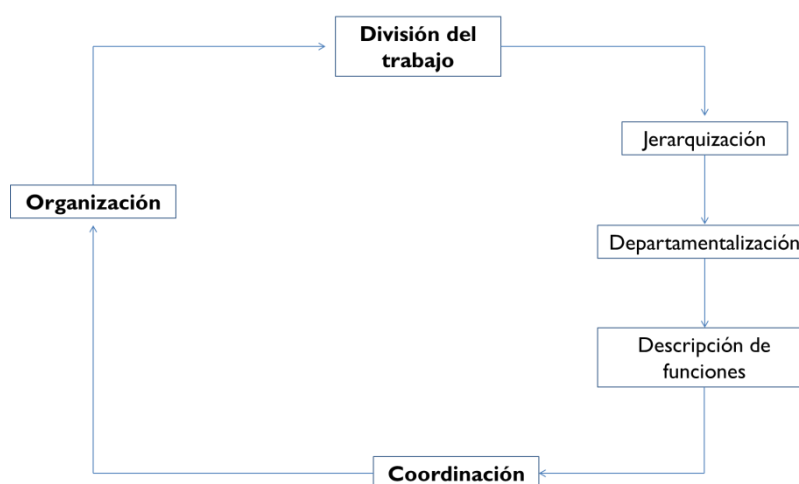 División del
trabajo
Jerarquización
Organización
Departamentalización
Descripción de
funciones
Coordinación